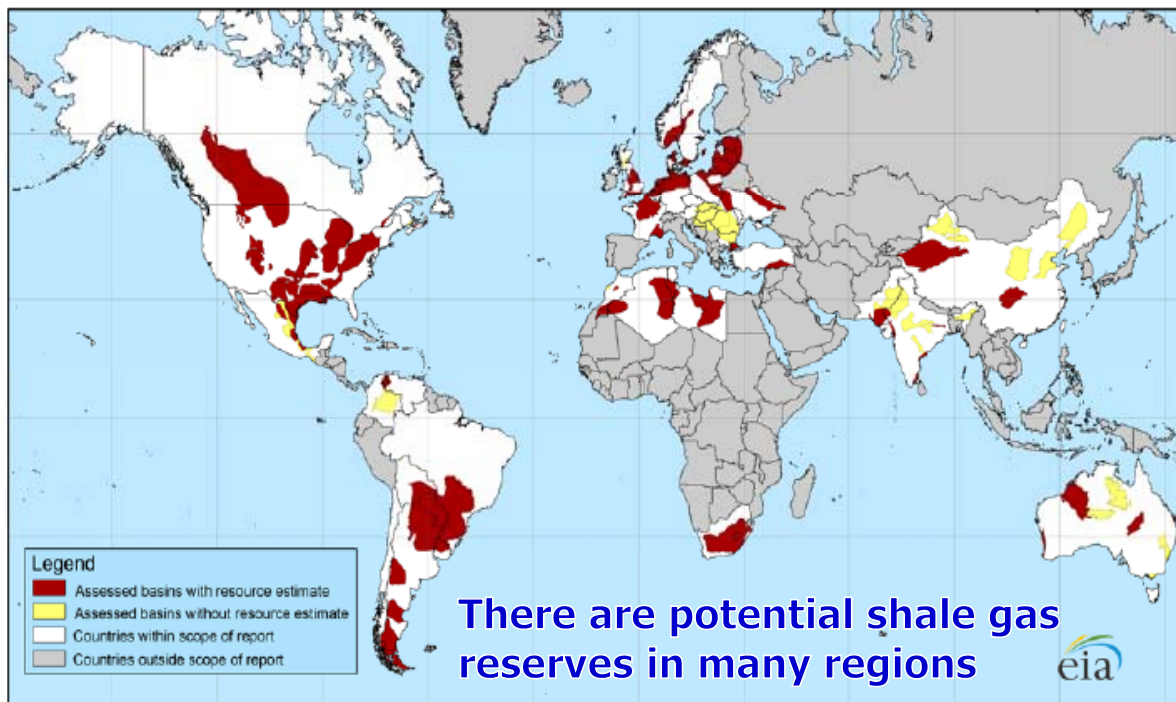 Legend
Assessed basins with resource estimate
Assessed basins without resource estimate
Countries within scope of report
Countries outside scope of report
There are potential shale gas
reserves in many regions
eia